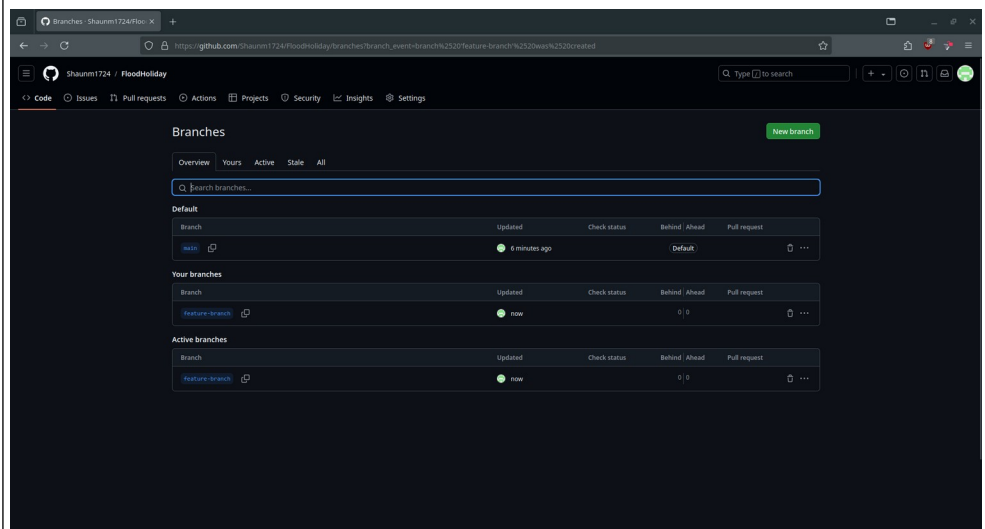 Branches · Shaunm1724/Floo
https://github.com/Shaunm1724/FloodHoliday/branches?branch_event=branch%2520'feature-branch'%2520was%2520created
Shaunm1724 / FloodHoliday
Type / to search
Code Issues Pull requests Actions Projects Security Insights Settings
Branches
New branch
Overview Yours Active Stale All
Search branches...
Default
Branch Updated Check status Behind Ahead Pull request
main 6 minutes ago Default
Your branches
Branch Updated Check status Behind Ahead Pull request
feature-branch now 0 0
Active branches
Branch Updated Check status Behind Ahead Pull request
feature-branch now 0 0